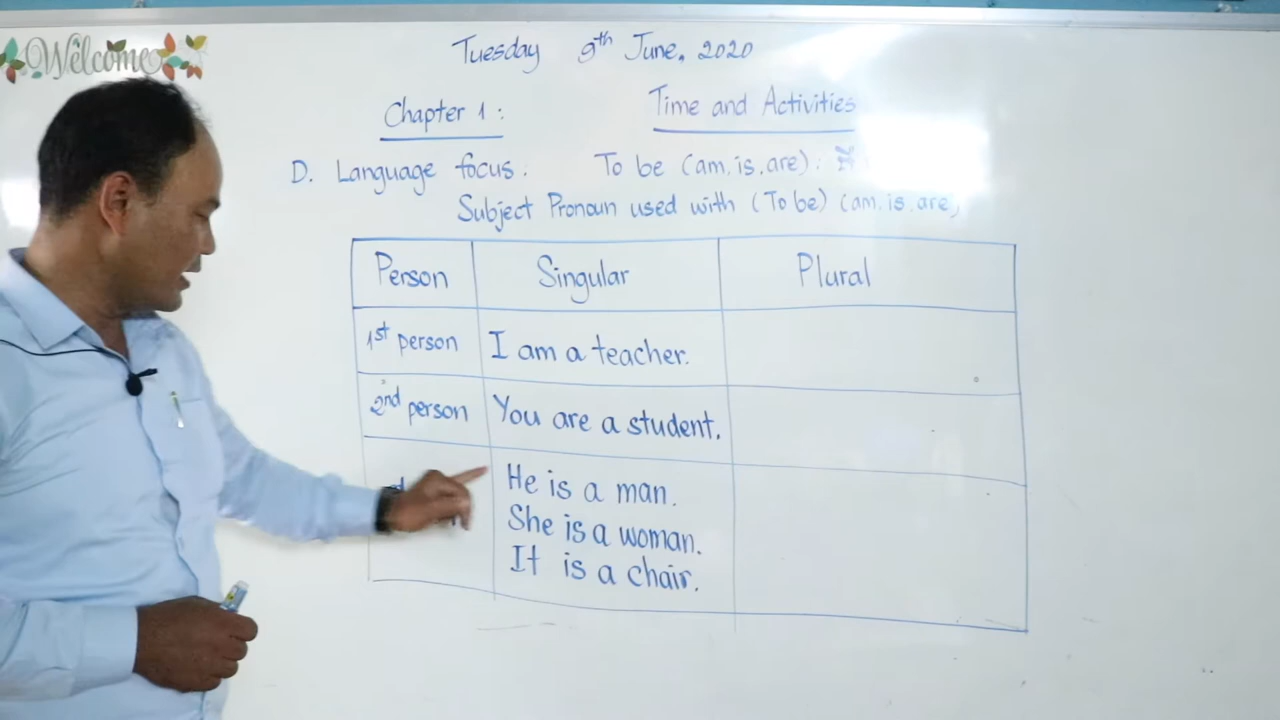 Welcome
Tuesday 9th June, 2020
Chapter 1: Time and Activities
D. Language focus: To be (am, is, are):
Subject Pronoun used with (To be) (am, is, are)
Person Singular Plural
1st person I am a teacher.
2nd person You are a student.
He is a man.
She is a woman.
It is a chair.